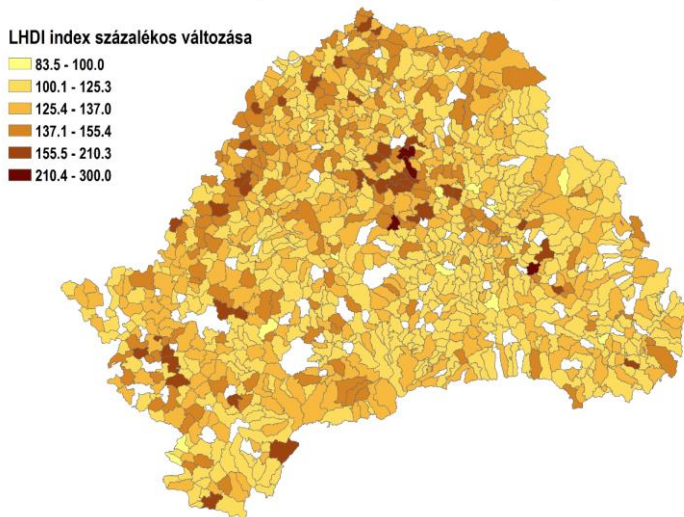 LHDI index százalékos változása
83.5 - 100.0
100.1 - 125.3
125.4 - 137.0
137.1 - 155.4
155.5 - 210.3
210.4 - 300.0